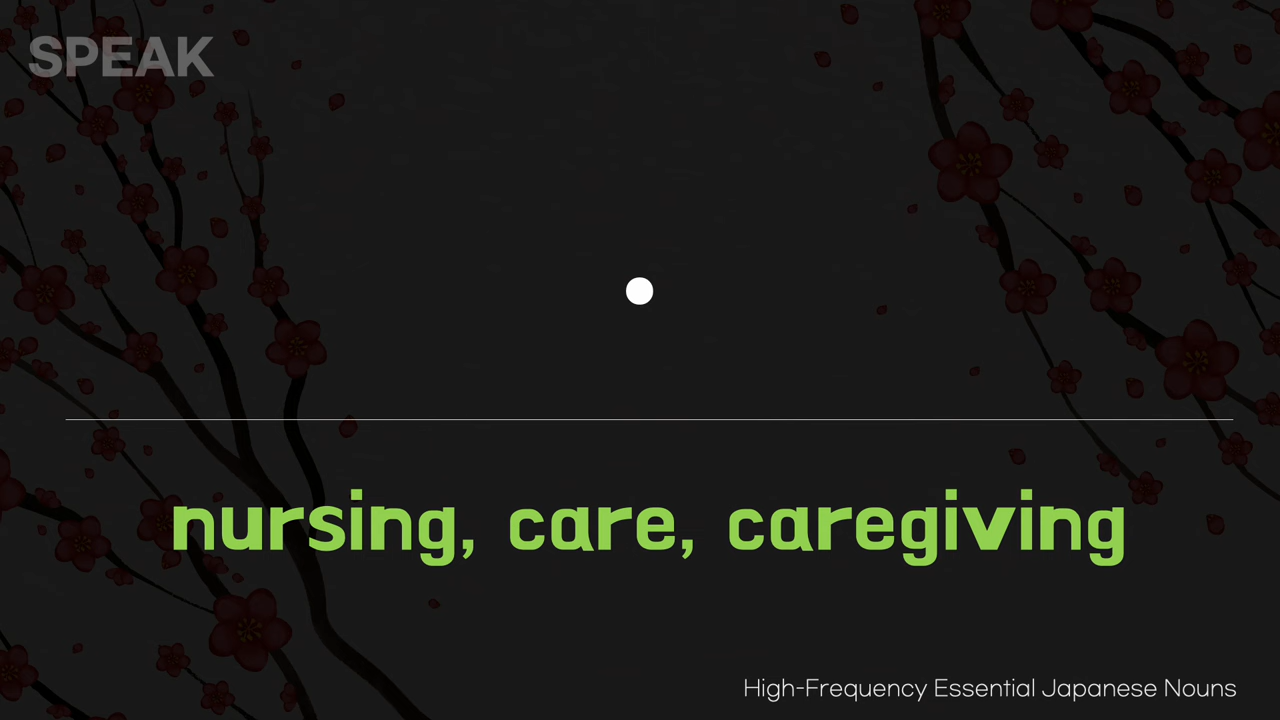 SPEAK
nursing, care, caregiving
High-Frequency Essential Japanese Nouns